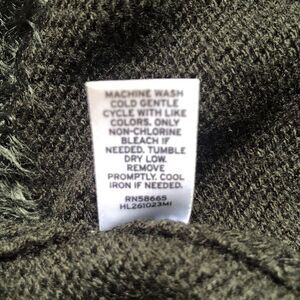 MACHINE WASH
COLD GENTLE
CYCLE WITH LIKE
COLORS. ONLY
NON-CHLORINE
BLEACH IF
NEEDED. TUMBLE
DRY LOW.
REMOVE
PROMPTLY. COOL
IRON IF NEEDED.
RN58665
HL261023MI